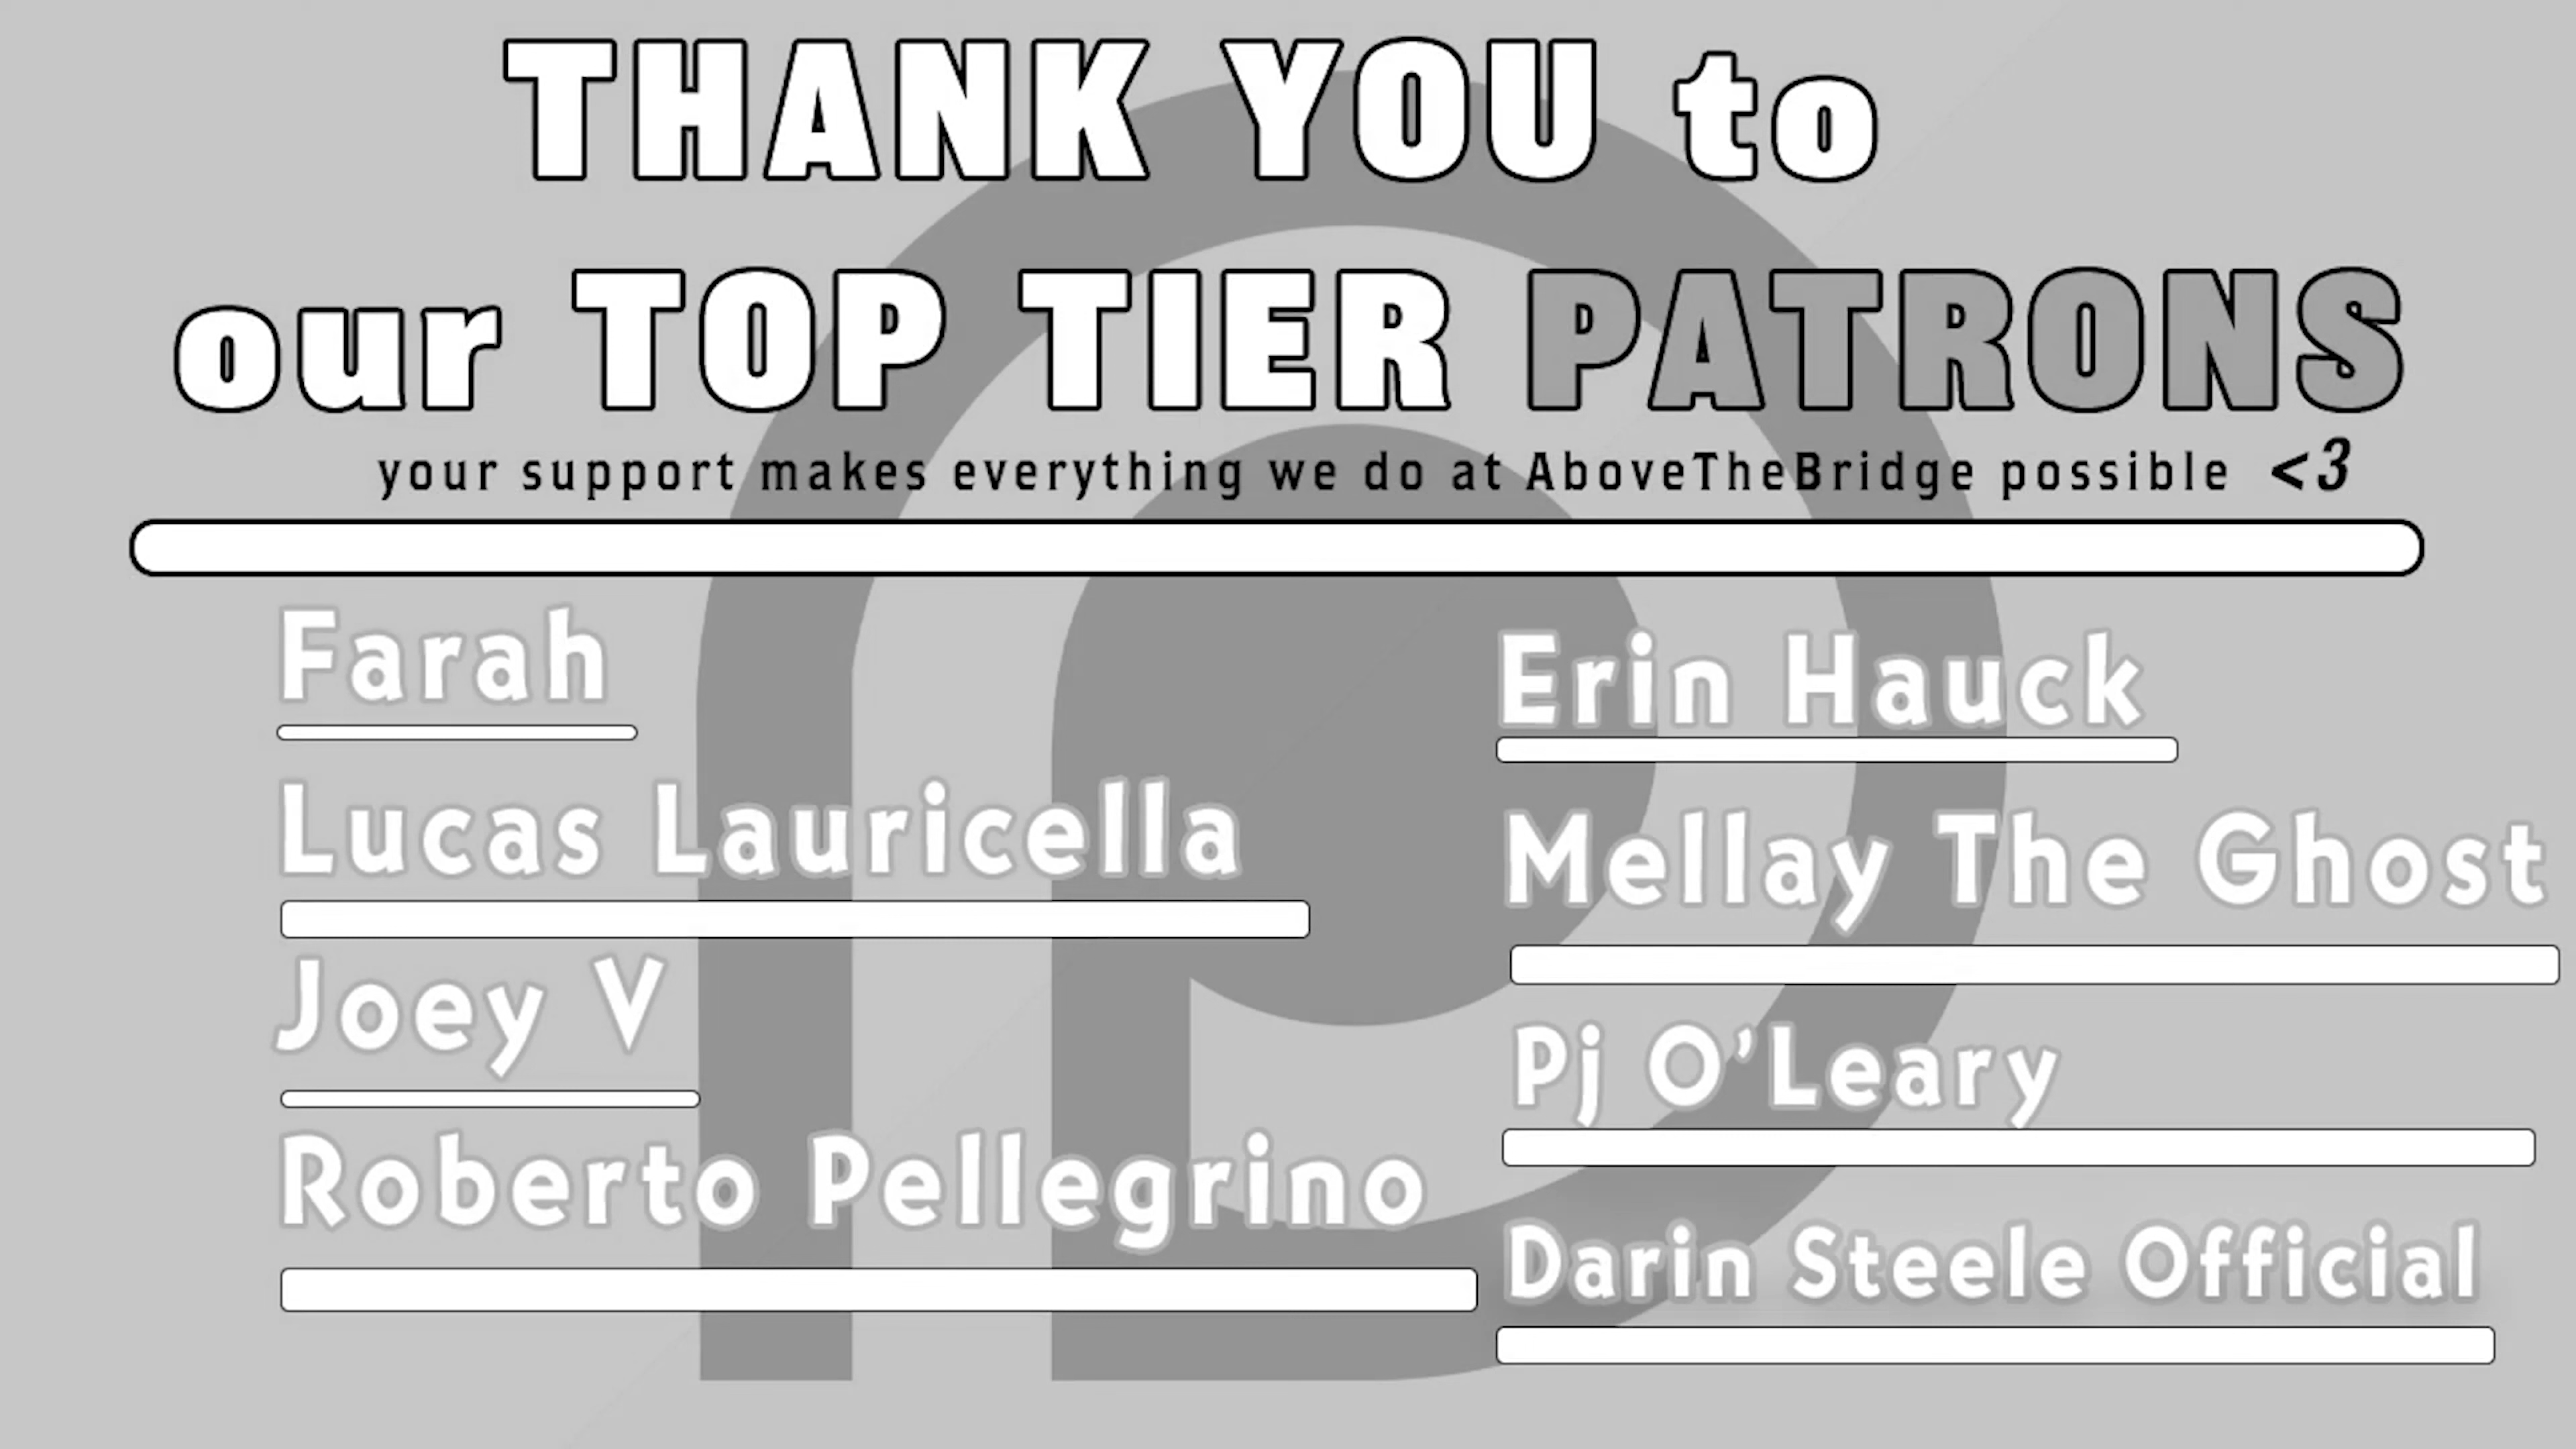 THANK YOU to
our TOP TIER PATRONS
your support makes everything we do at AboveTheBridge possible <3
Farah
Lucas Lauricella
Joey V
Roberto Pellegrino
Erin Hauck
Mellay The Ghost
Pj O’Leary
Darin Steele Official